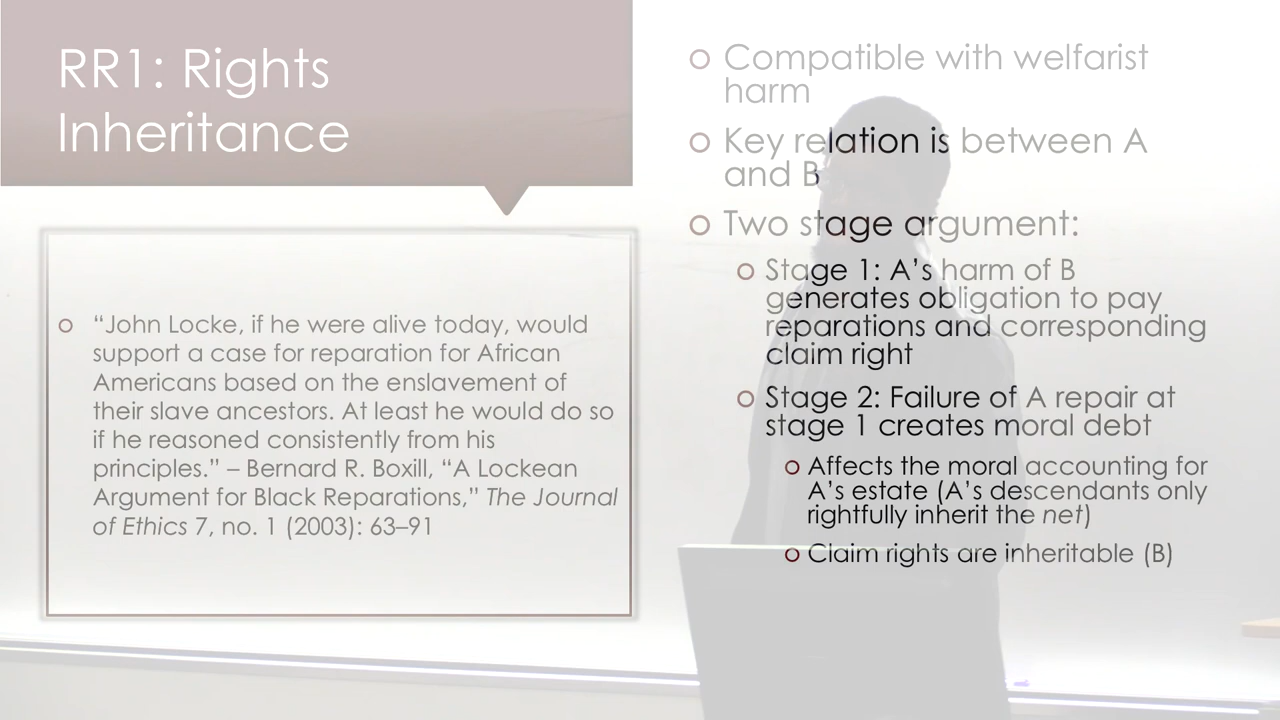 RR1: Rights
Inheritance
“John Locke, if he were alive today, would
support a case for reparation for African
Americans based on the enslavement of
their slave ancestors. At least he would do so
if he reasoned consistently from his
principles.” – Bernard R. Boxill, “A Lockean
Argument for Black Reparations,” The Journal
of Ethics 7, no. 1 (2003): 63–91
Compatible with welfarist
harm
Key relation is between A
and B
Two stage argument:
Stage 1: A’s harm of B
generates obligation to pay
reparations and corresponding
claim right
Stage 2: Failure of A repair at
stage 1 creates moral debt
Affects the moral accounting for
A’s estate (A’s descendants only
rightfully inherit the net)
Claim rights are inheritable (B)